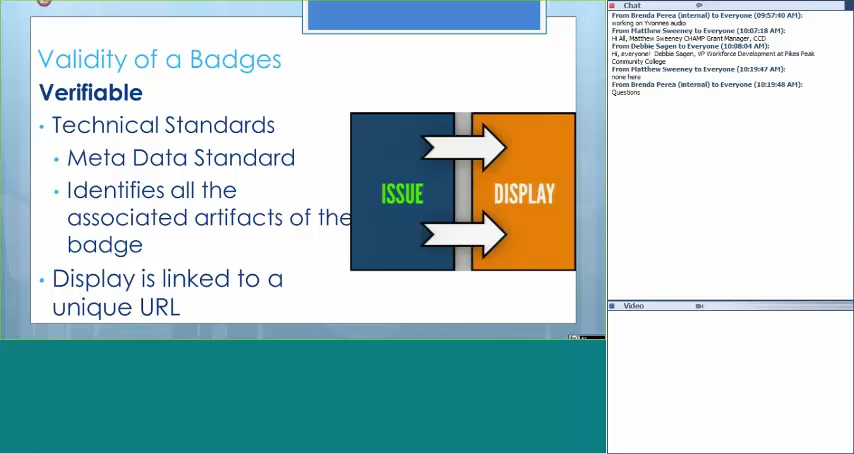 Validity of a Badges
Verifiable
• Technical Standards
• Meta Data Standard
• Identifies all the
associated artifacts of the
badge
• Display is linked to a
unique URL
ISSUE
DISPLAY
Chat
From Brenda Perea (internal) to Everyone (09:57:40 AM):
working on Yvonnes audio
From Matthew Sweeney to Everyone (10:07:18 AM):
Hi All, Matthew Sweeney CHAMP Grant Manager, CCD
From Debbie Sagen to Everyone (10:08:04 AM):
Hi, everyone! Debbie Sagen, VP Workforce Development at Pikes Peak
Community College
From Matthew Sweeney to Everyone (10:19:47 AM):
none here
From Brenda Perea (internal) to Everyone (10:19:48 AM):
Questions
Video